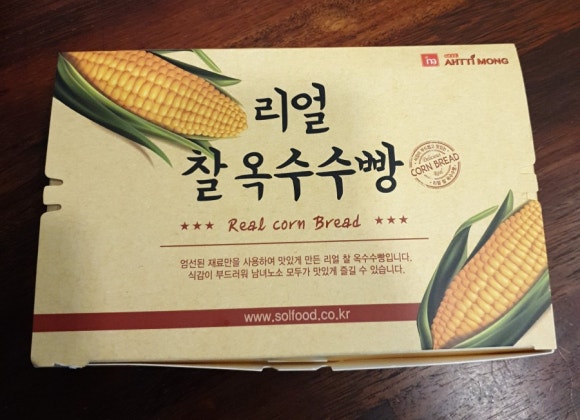 HOME
AHTTI MONG
리얼
찰옥수수빵
CORN BREAD
Real corn Bread
엄선된 재료만을 사용하여 맛있게 만든 리얼 찰 옥수수빵입니다.
식감이 부드러워 남녀노소 모두가 맛있게 즐길 수 있습니다.
www.solfood.co.kr